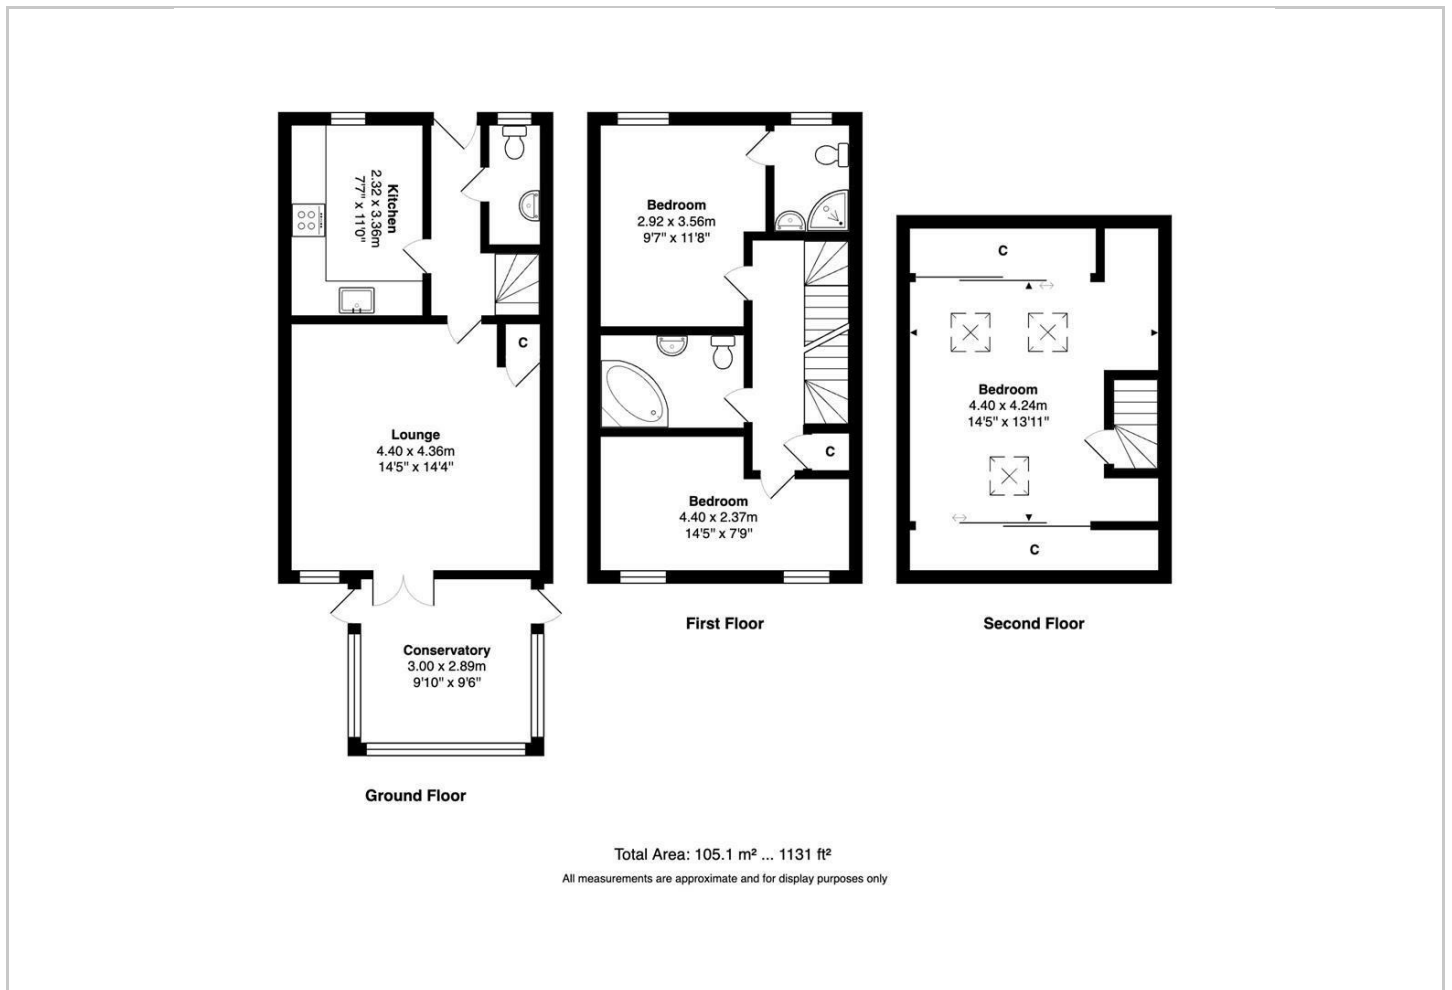 Kitchen
2.32 x 3.36m
7'7" x 11'0"
C
Lounge
4.40 x 4.36m
14'5" x 14'4"
Conservatory
3.00 x 2.89m
9'10" x 9'6"
Ground Floor
Bedroom
2.92 x 3.56m
9'7" x 11'8"
C
Bedroom
4.40 x 2.37m
14'5" x 7'9"
First Floor
C
Bedroom
4.40 x 4.24m
14'5" x 13'11"
C
Second Floor
Total Area: 105.1 m² ... 1131 ft²
All measurements are approximate and for display purposes only